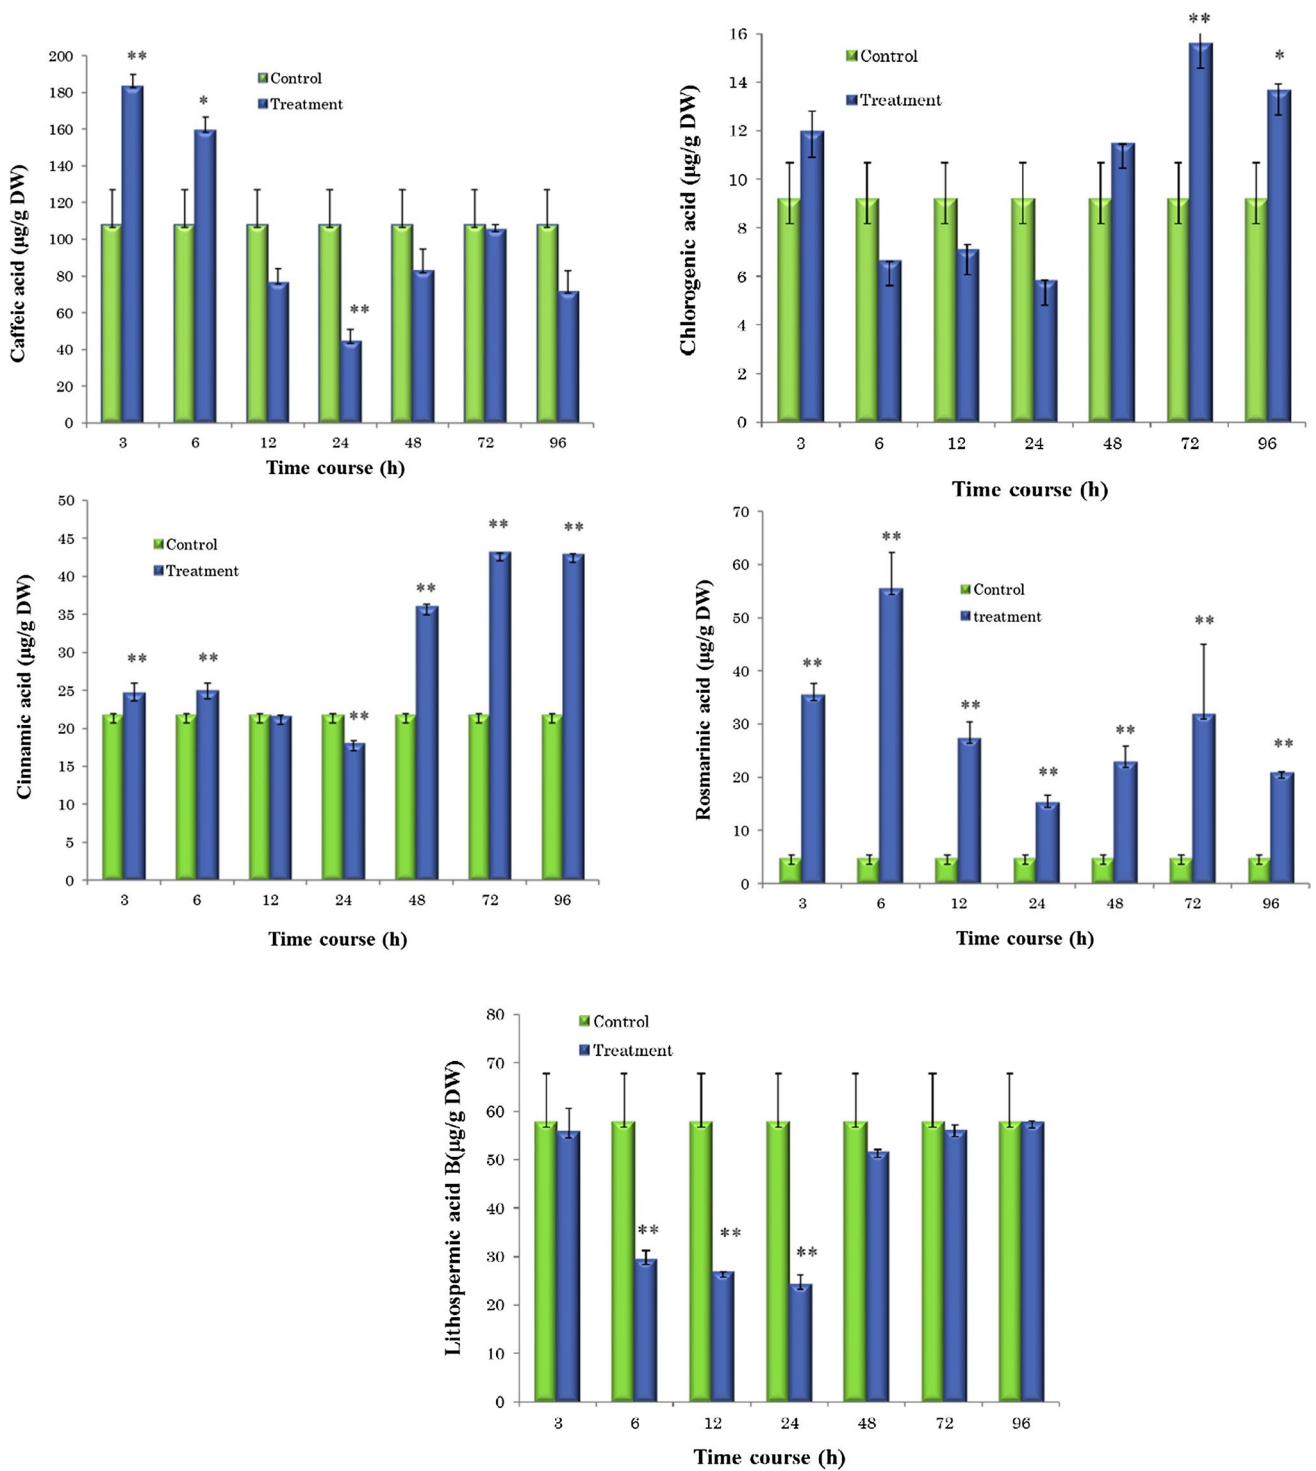 Caffeic acid (µg/g DW)
200
180
160
140
120
100
80
60
40
20
0
** * **
Control
Treatment
3 6 12 24 48 72 96
Time course (h)
Chlorogenic acid (µg/g DW)
16
14
12
10
8
6
4
2
0
** *
Control
Treatment
3 6 12 24 48 72 96
Time course (h)
Cinnamic acid (µg/g DW)
50
45
40
35
30
25
20
15
10
5
0
** ** ** ** ** **
Control
Treatment
3 6 12 24 48 72 96
Time course (h)
Rosmarinic acid (µg/g DW)
70
60
50
40
30
20
10
0
** ** ** ** ** ** **
Control
treatment
3 6 12 24 48 72 96
Time course (h)
Lithospermic acid B(µg/g DW)
80
70
60
50
40
30
20
10
0
** ** **
Control
Treatment
3 6 12 24 48 72 96
Time course (h)